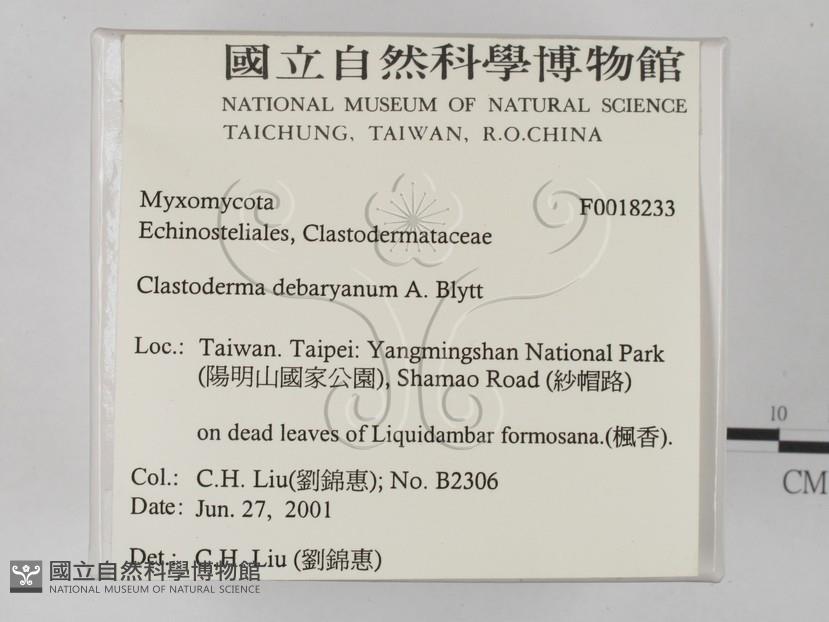 國立自然科學博物館
NATIONAL MUSEUM OF NATURAL SCIENCE
TAICHUNG, TAIWAN, R.O.CHINA
Myxomycota F0018233
Echinosteliales, Clastodermataceae
Clastoderma debaryanum A. Blytt
Loc.: Taiwan. Taipei: Yangmingshan National Park
(陽明山國家公園), Shamao Road (紗帽路)
on dead leaves of Liquidambar formosana.(楓香).
Col.: C.H. Liu(劉錦惠); No. B2306
Date: Jun. 27, 2001
Det.: C.H. Liu (劉錦惠)
國立自然科學博物館
NATIONAL MUSEUM OF NATURAL SCIENCE
10
CM